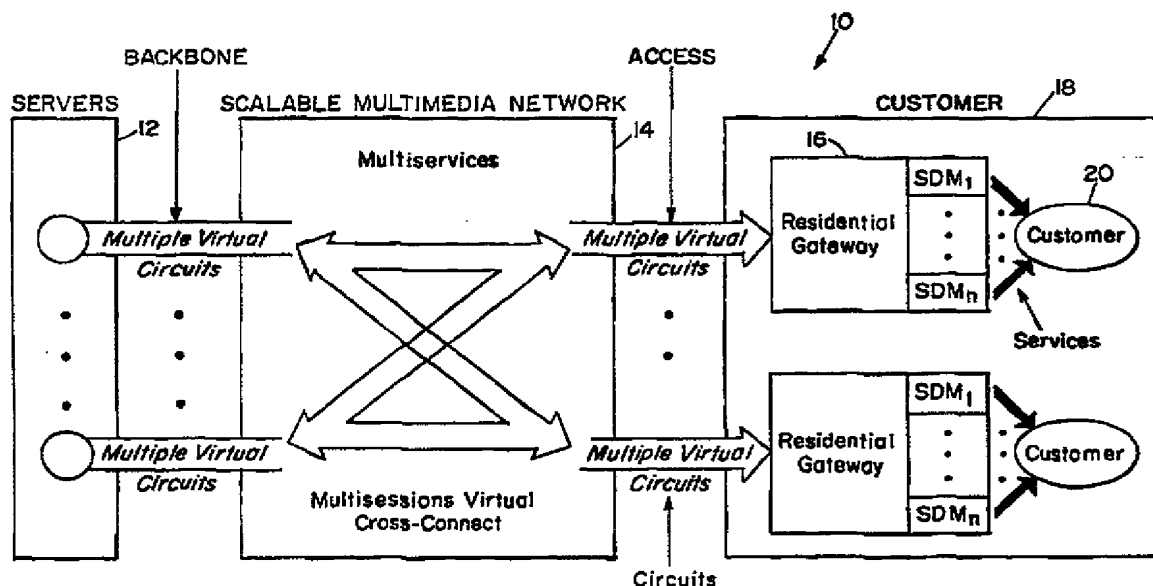 10
BACKBONE
ACCESS
SERVERS
SCALABLE MULTIMEDIA NETWORK
CUSTOMER
18
12
14
Multiservices
16
SDM1
20
Residential
Gateway
Customer
SDMn
Multiple Virtual
Circuits
Multiple Virtual
Circuits
Services
SDM1
Residential
Gateway
Customer
SDMn
Multiple Virtual
Circuits
Multiple Virtual
Circuits
Multisessions Virtual
Cross-Connect
Circuits